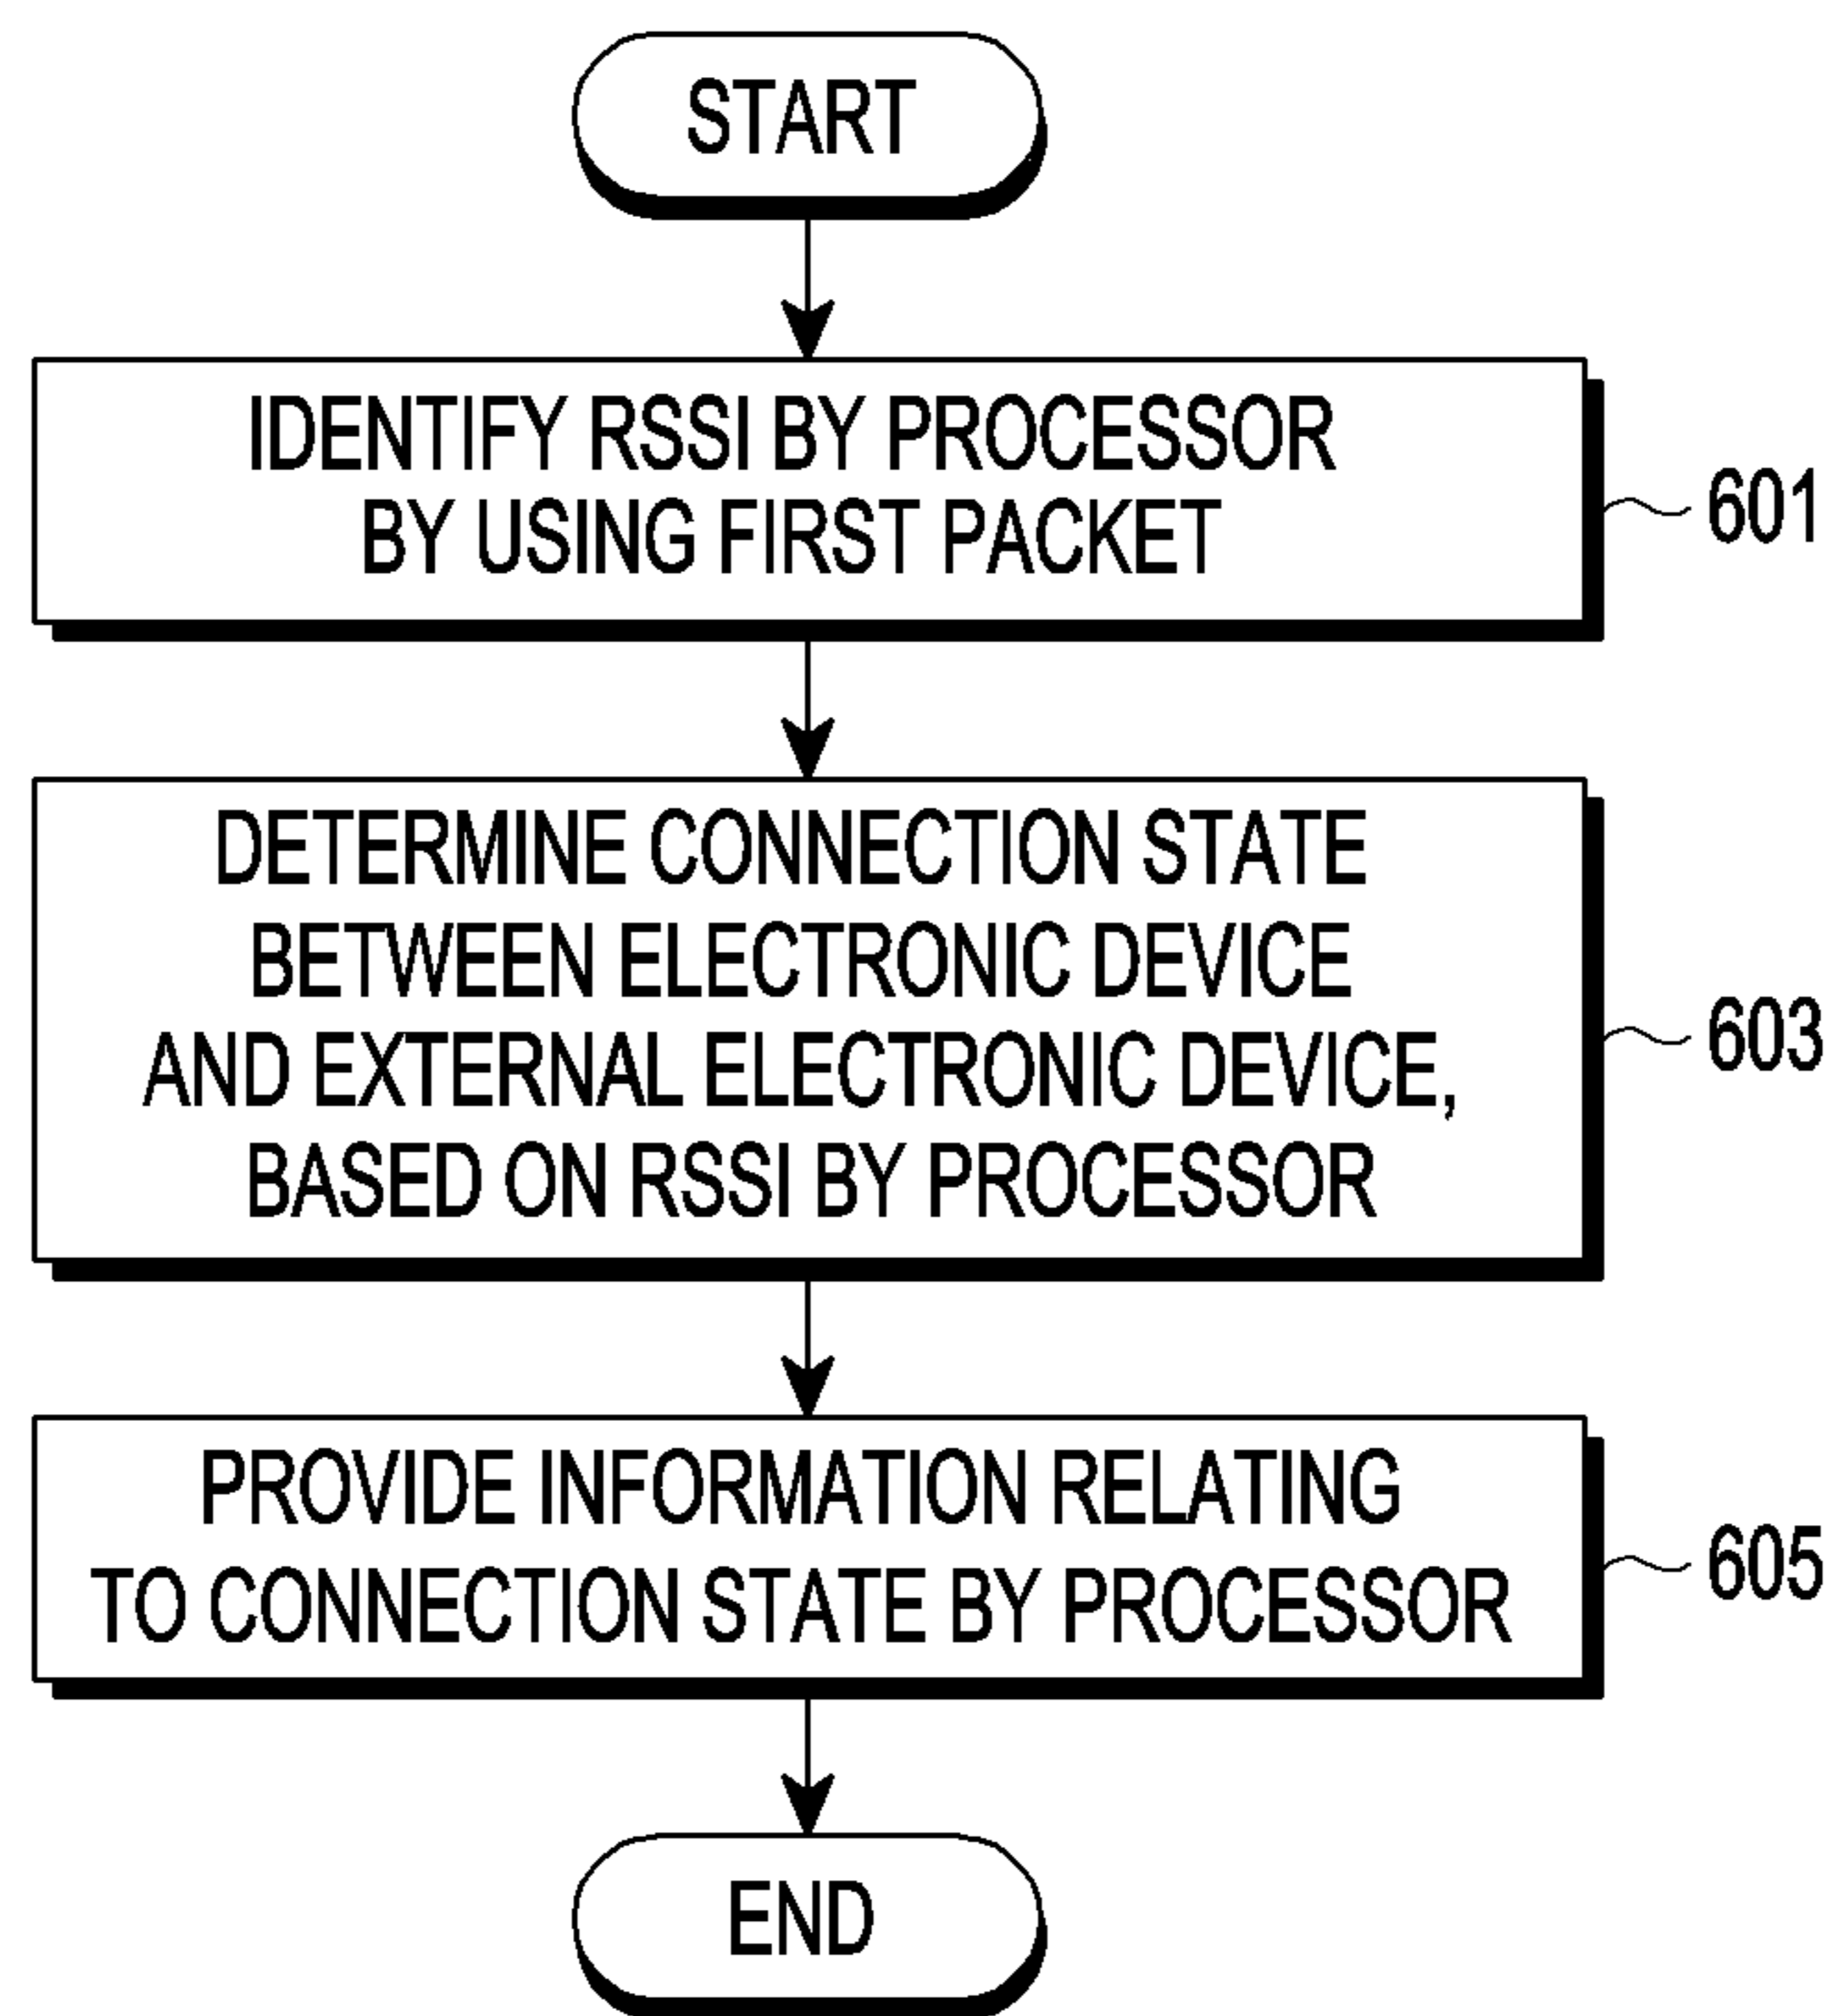 START
IDENTIFY RSSI BY PROCESSOR
BY USING FIRST PACKET
601
DETERMINE CONNECTION STATE
BETWEEN ELECTRONIC DEVICE
AND EXTERNAL ELECTRONIC DEVICE,
BASED ON RSSI BY PROCESSOR
603
PROVIDE INFORMATION RELATING
TO CONNECTION STATE BY PROCESSOR
605
END